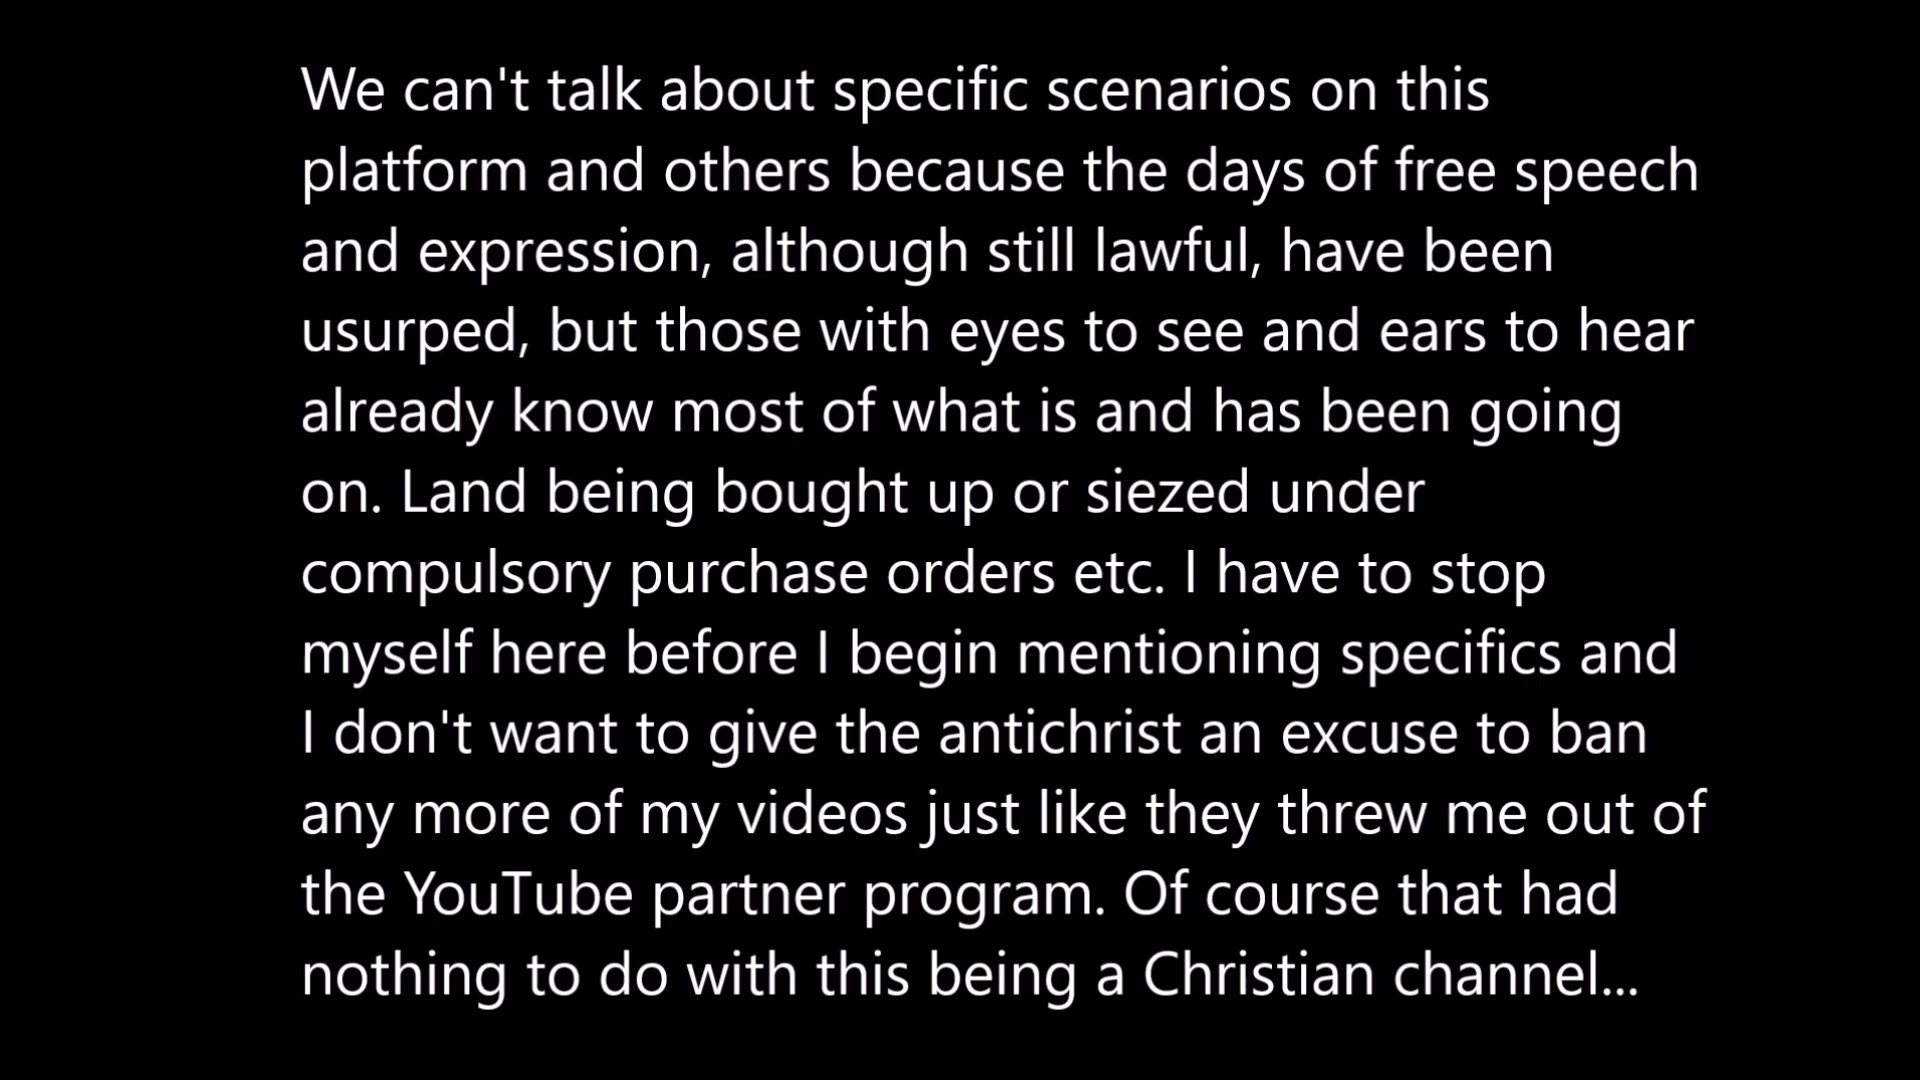 We can't talk about specific scenarios on this
platform and others because the days of free speech
and expression, although still lawful, have been
usurped, but those with eyes to see and ears to hear
already know most of what is and has been going
on. Land being bought up or siezed under
compulsory purchase orders etc. I have to stop
myself here before I begin mentioning specifics and
I don't want to give the antichrist an excuse to ban
any more of my videos just like they threw me out of
the YouTube partner program. Of course that had
nothing to do with this being a Christian channel...